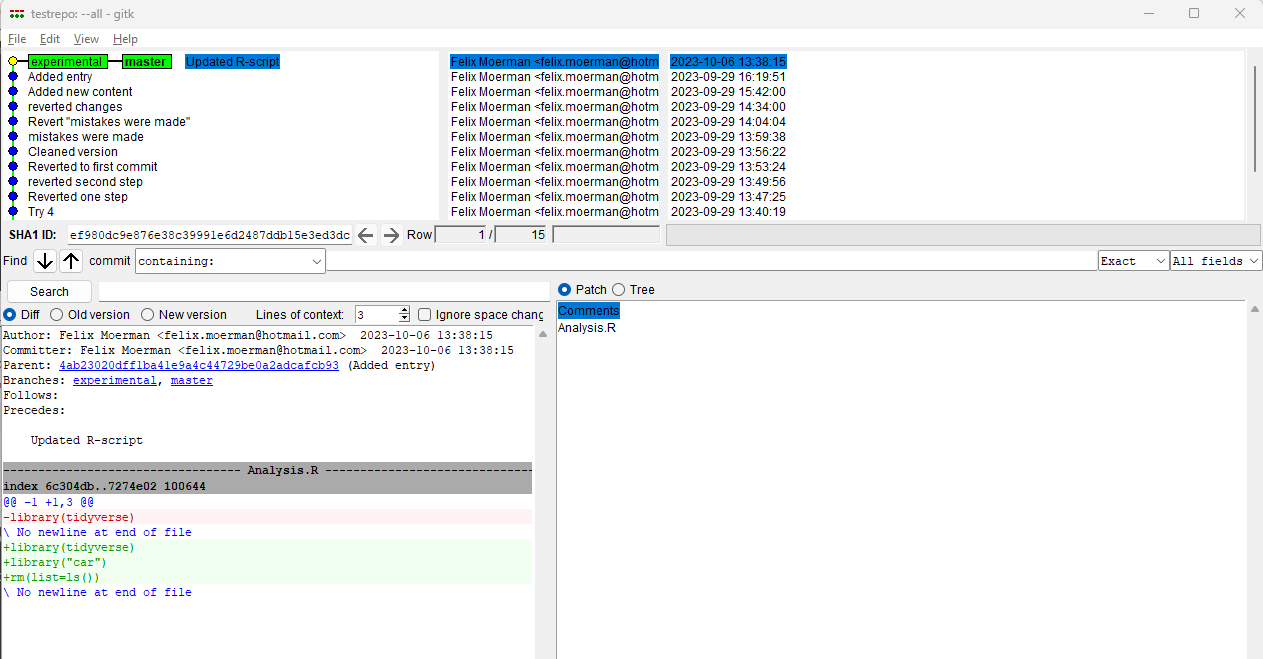 testrepo: --all - gitk
File Edit View Help
experimental master Updated R-script Felix Moerman <felix.moerman@hotm 2023-10-06 13:38:15
Added entry Felix Moerman <felix.moerman@hotm 2023-09-29 16:19:51
Added new content Felix Moerman <felix.moerman@hotm 2023-09-29 15:42:00
reverted changes Felix Moerman <felix.moerman@hotm 2023-09-29 14:34:00
Revert "mistakes were made" Felix Moerman <felix.moerman@hotm 2023-09-29 14:04:04
mistakes were made Felix Moerman <felix.moerman@hotm 2023-09-29 13:59:38
Cleaned version Felix Moerman <felix.moerman@hotm 2023-09-29 13:56:22
Reverted to first commit Felix Moerman <felix.moerman@hotm 2023-09-29 13:53:24
reverted second step Felix Moerman <felix.moerman@hotm 2023-09-29 13:49:56
Reverted one step Felix Moerman <felix.moerman@hotm 2023-09-29 13:47:25
Try 4 Felix Moerman <felix.moerman@hotm 2023-09-29 13:40:19
SHA1 ID: ef980dc9e876e38c39991e6d2487ddb15e3ed3dc Row 1 / 15
Find commit containing: Exact All fields
Search
Diff Old version New version Lines of context: 3 Ignore space chang
Author: Felix Moerman <felix.moerman@hotmail.com> 2023-10-06 13:38:15
Committer: Felix Moerman <felix.moerman@hotmail.com> 2023-10-06 13:38:15
Parent: 4ab23020dff1ba41e9a4c44729be0a2adcafcb93 (Added entry)
Branches: experimental, master
Follows:
Precedes:
Updated R-script
---------------------------------- Analysis.R ------------------------------
index 6c304db..7274e02 100644
@@ -1 +1,3 @@
-library(tidyverse)
\ No newline at end of file
+library(tidyverse)
+library("car")
+rm(list=ls())
\ No newline at end of file
Patch Tree
Comments
Analysis.R